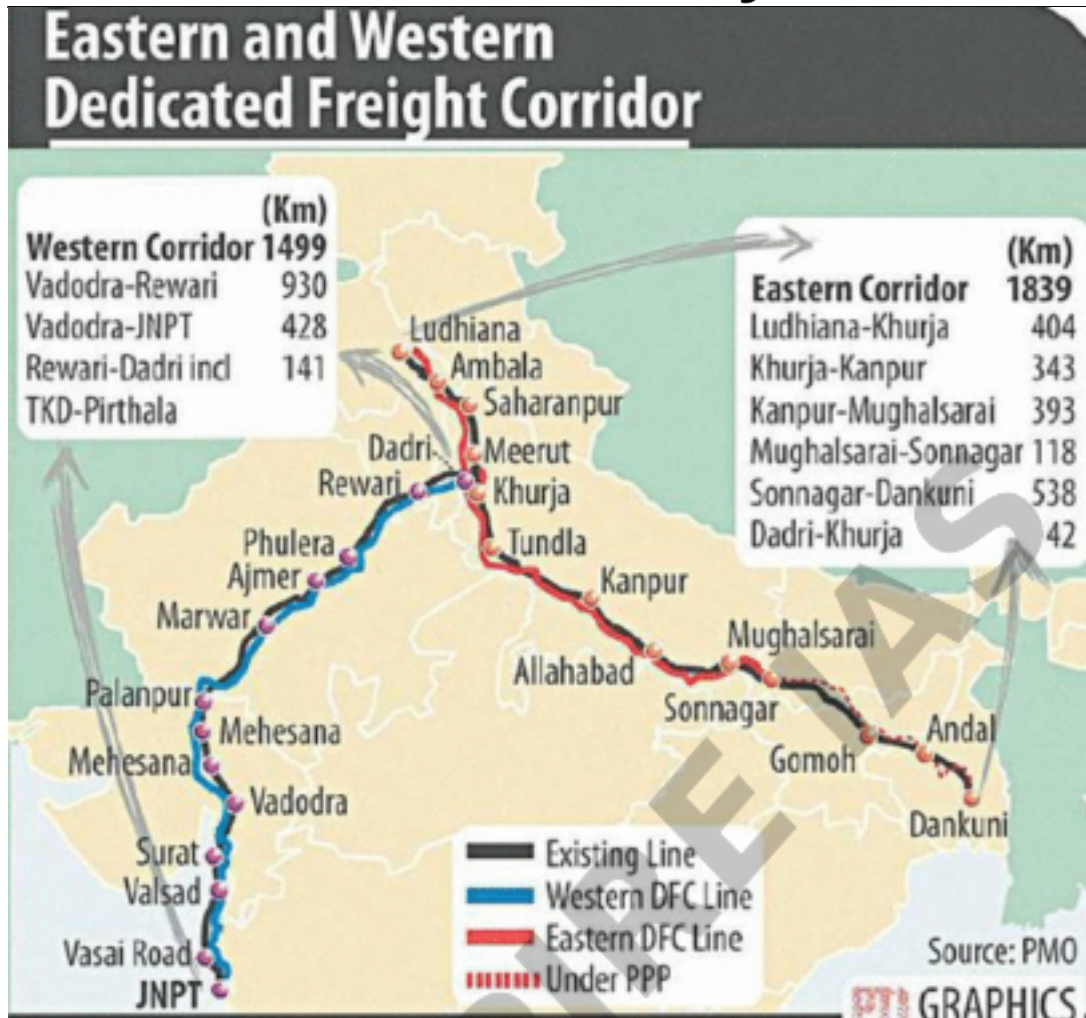 Eastern and Western
Dedicated Freight Corridor
(Km)
Western Corridor 1499
Vadodra-Rewari 930
Vadodra-JNPT 428
Rewari-Dadri incl 141
TKD-Pirthala
(Km)
Eastern Corridor 1839
Ludhiana-Khurja 404
Khurja-Kanpur 343
Kanpur-Mughalsarai 393
Mughalsarai-Sonnagar 118
Sonnagar-Dankuni 538
Dadri-Khurja 42
Ludhiana
Ambala
Saharanpur
Dadri
Meerut
Rewari
Khurja
Phulera
Tundla
Ajmer
Kanpur
Marwar
Mughalsarai
Allahabad
Palanpur
Sonnagar
Mehesana
Andal
Gomoh
Mehesana
Vadodra
Dankuni
Surat
Valsad
Vasai Road
JNPT
Existing Line
Western DFC Line
Eastern DFC Line
Under PPP
Source: PMO
PTI GRAPHICS